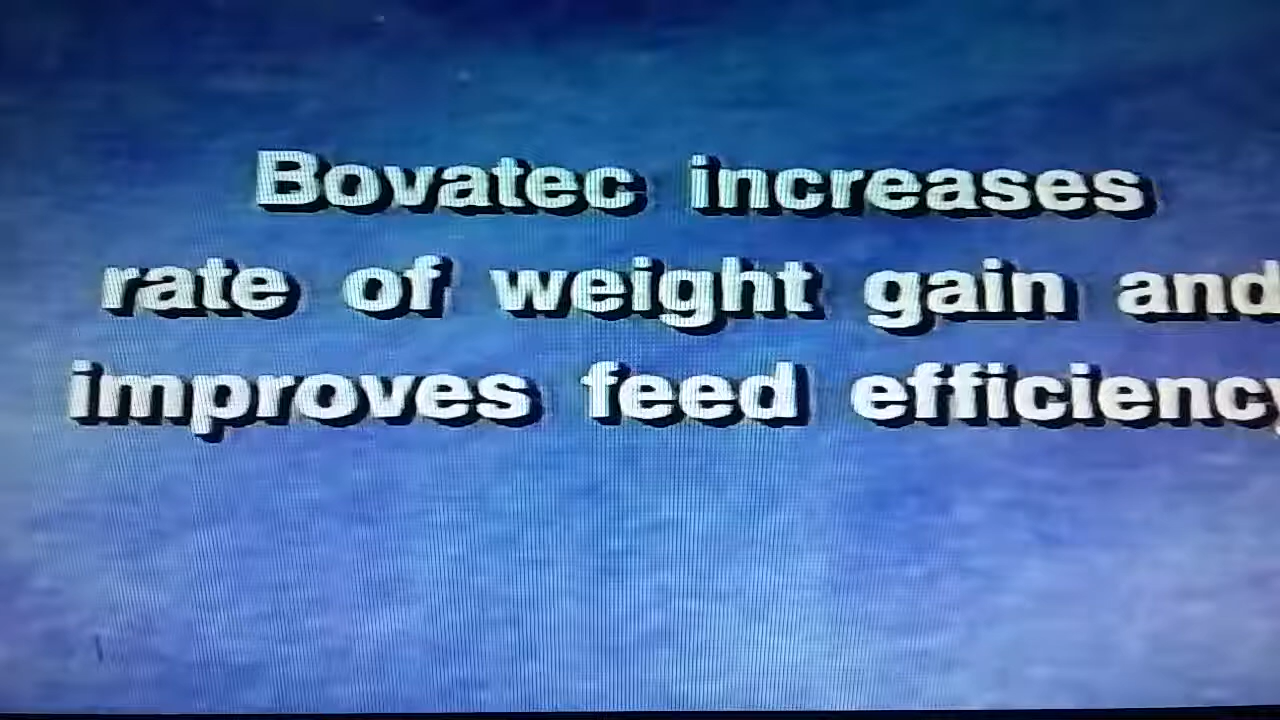 Bovatec increases
rate of weight gain and
improves feed efficiency